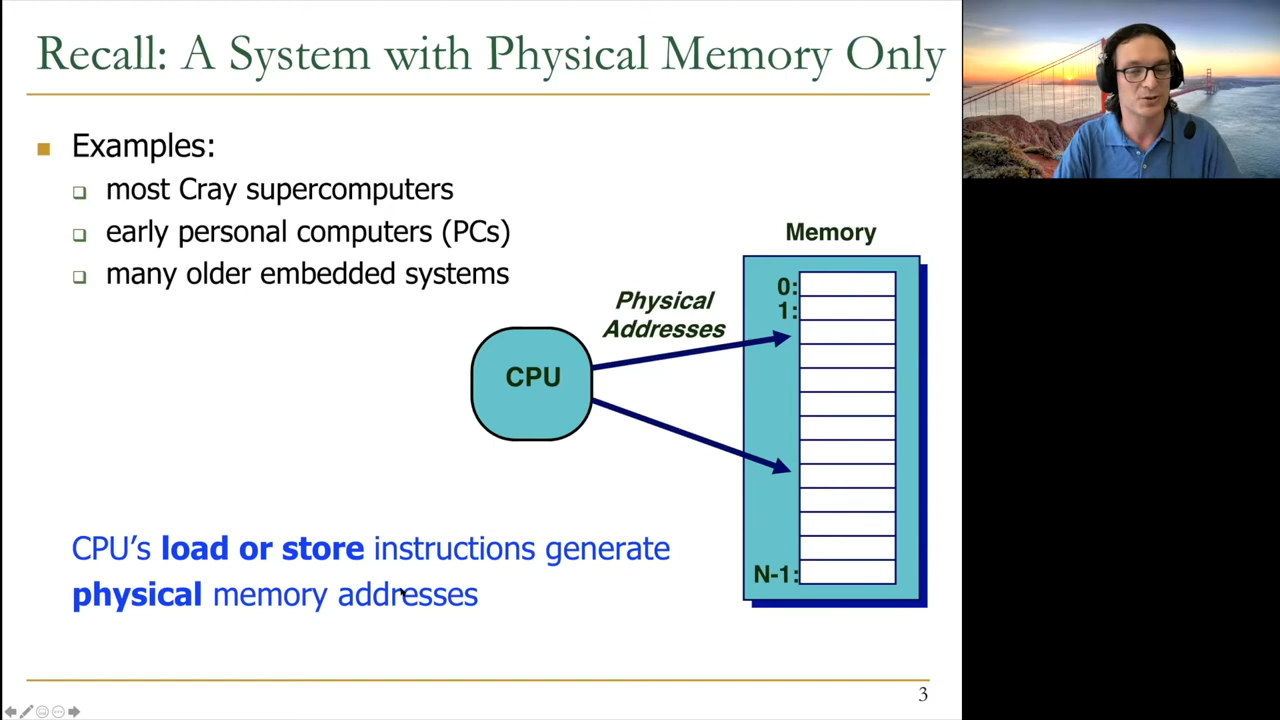 Recall: A System with Physical Memory Only
Examples:
most Cray supercomputers
early personal computers (PCs)
many older embedded systems
Memory
0:
1:
Physical
Addresses
CPU
N-1:
CPU's load or store instructions generate
physical memory addresses
3